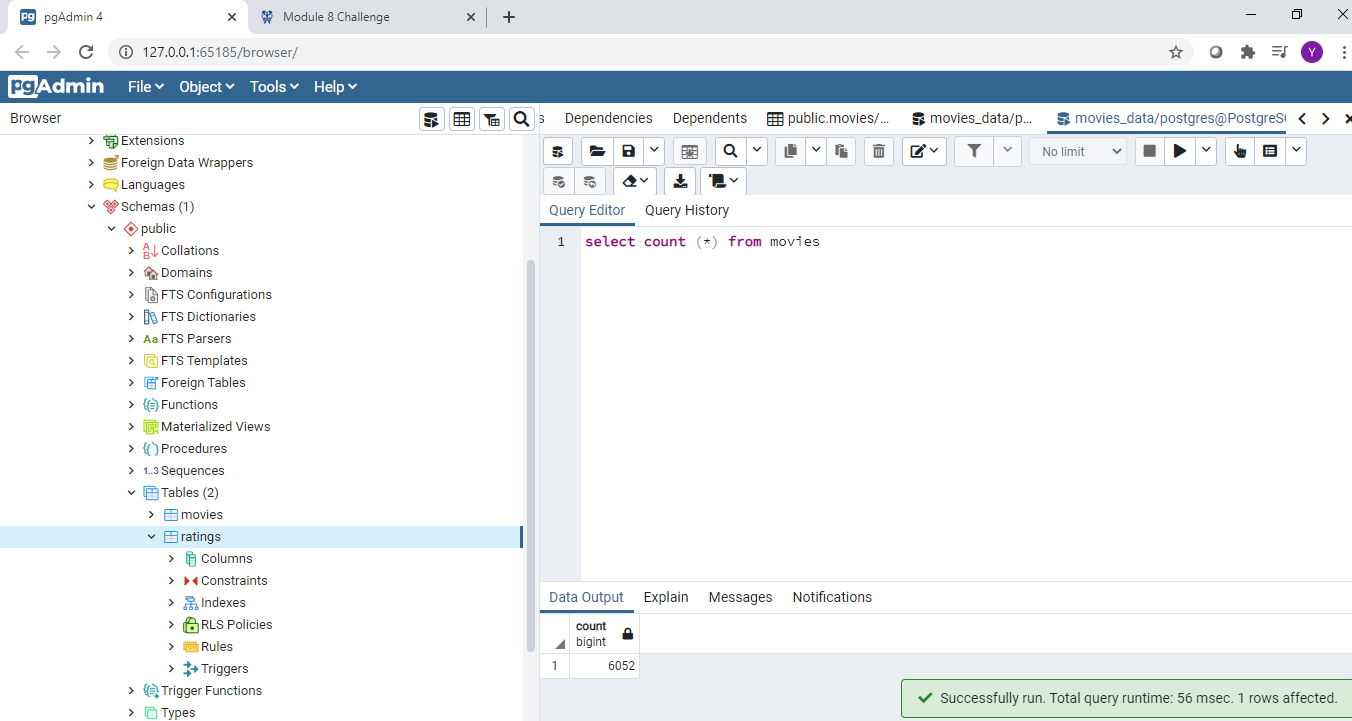 pgAdmin 4
Module 8 Challenge
127.0.0.1:65185/browser/
Y
pgAdmin File Object Tools Help
Browser
s Dependencies Dependents public.movies/... movies_data/p... movies_data/postgres@PostgreS
No limit
Query Editor Query History
1 select count (*) from movies
Extensions
Foreign Data Wrappers
Languages
Schemas (1)
public
Collations
Domains
FTS Configurations
FTS Dictionaries
Aa FTS Parsers
FTS Templates
Foreign Tables
Functions
Materialized Views
Procedures
1..3 Sequences
Tables (2)
movies
ratings
Columns
Constraints
Indexes
RLS Policies
Rules
Triggers
Trigger Functions
Types
Data Output Explain Messages Notifications
count
bigint
1 6052
Successfully run. Total query runtime: 56 msec. 1 rows affected.